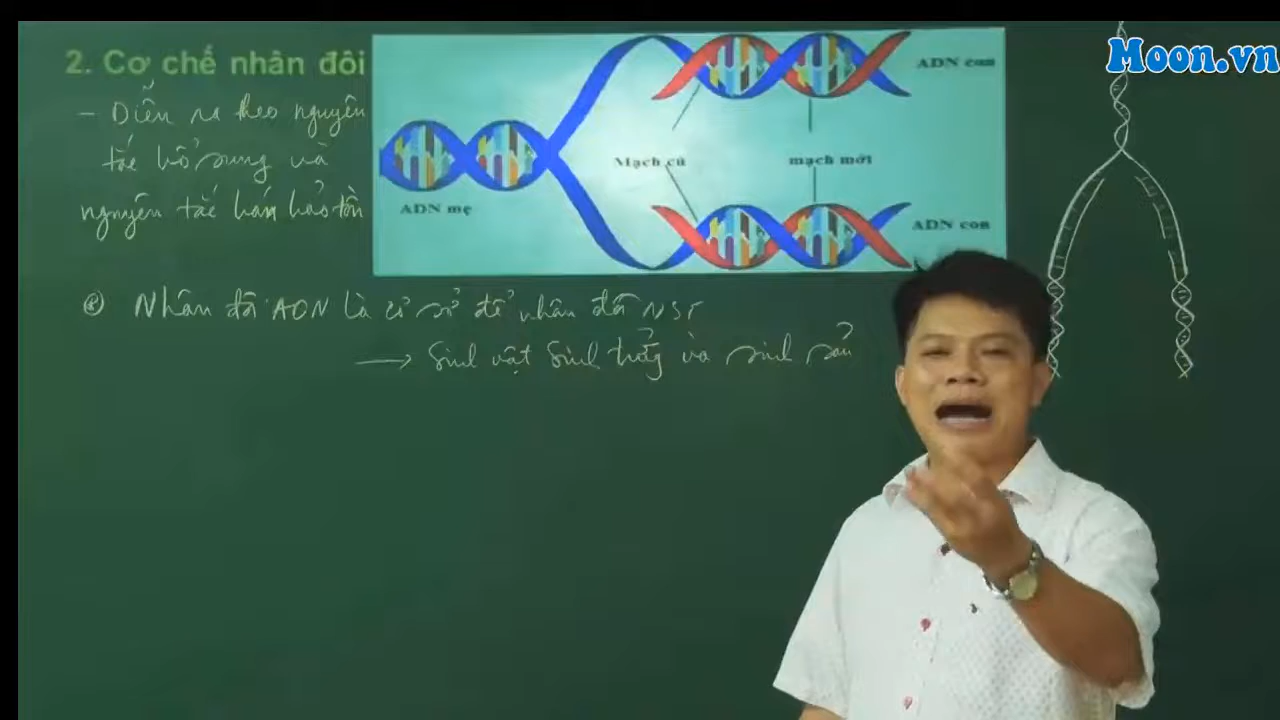 Moon.vn
2. Cơ chế nhân đôi
- Diễn ra theo nguyên
tắc bổ sung và
nguyên tắc bán bảo tồn
ADN con
Mạch cũ
mạch mới
ADN mẹ
ADN con
* Nhân đôi ADN là cơ sở để nhân đôi NST
→ Sinh vật sinh trưởng và sinh sản